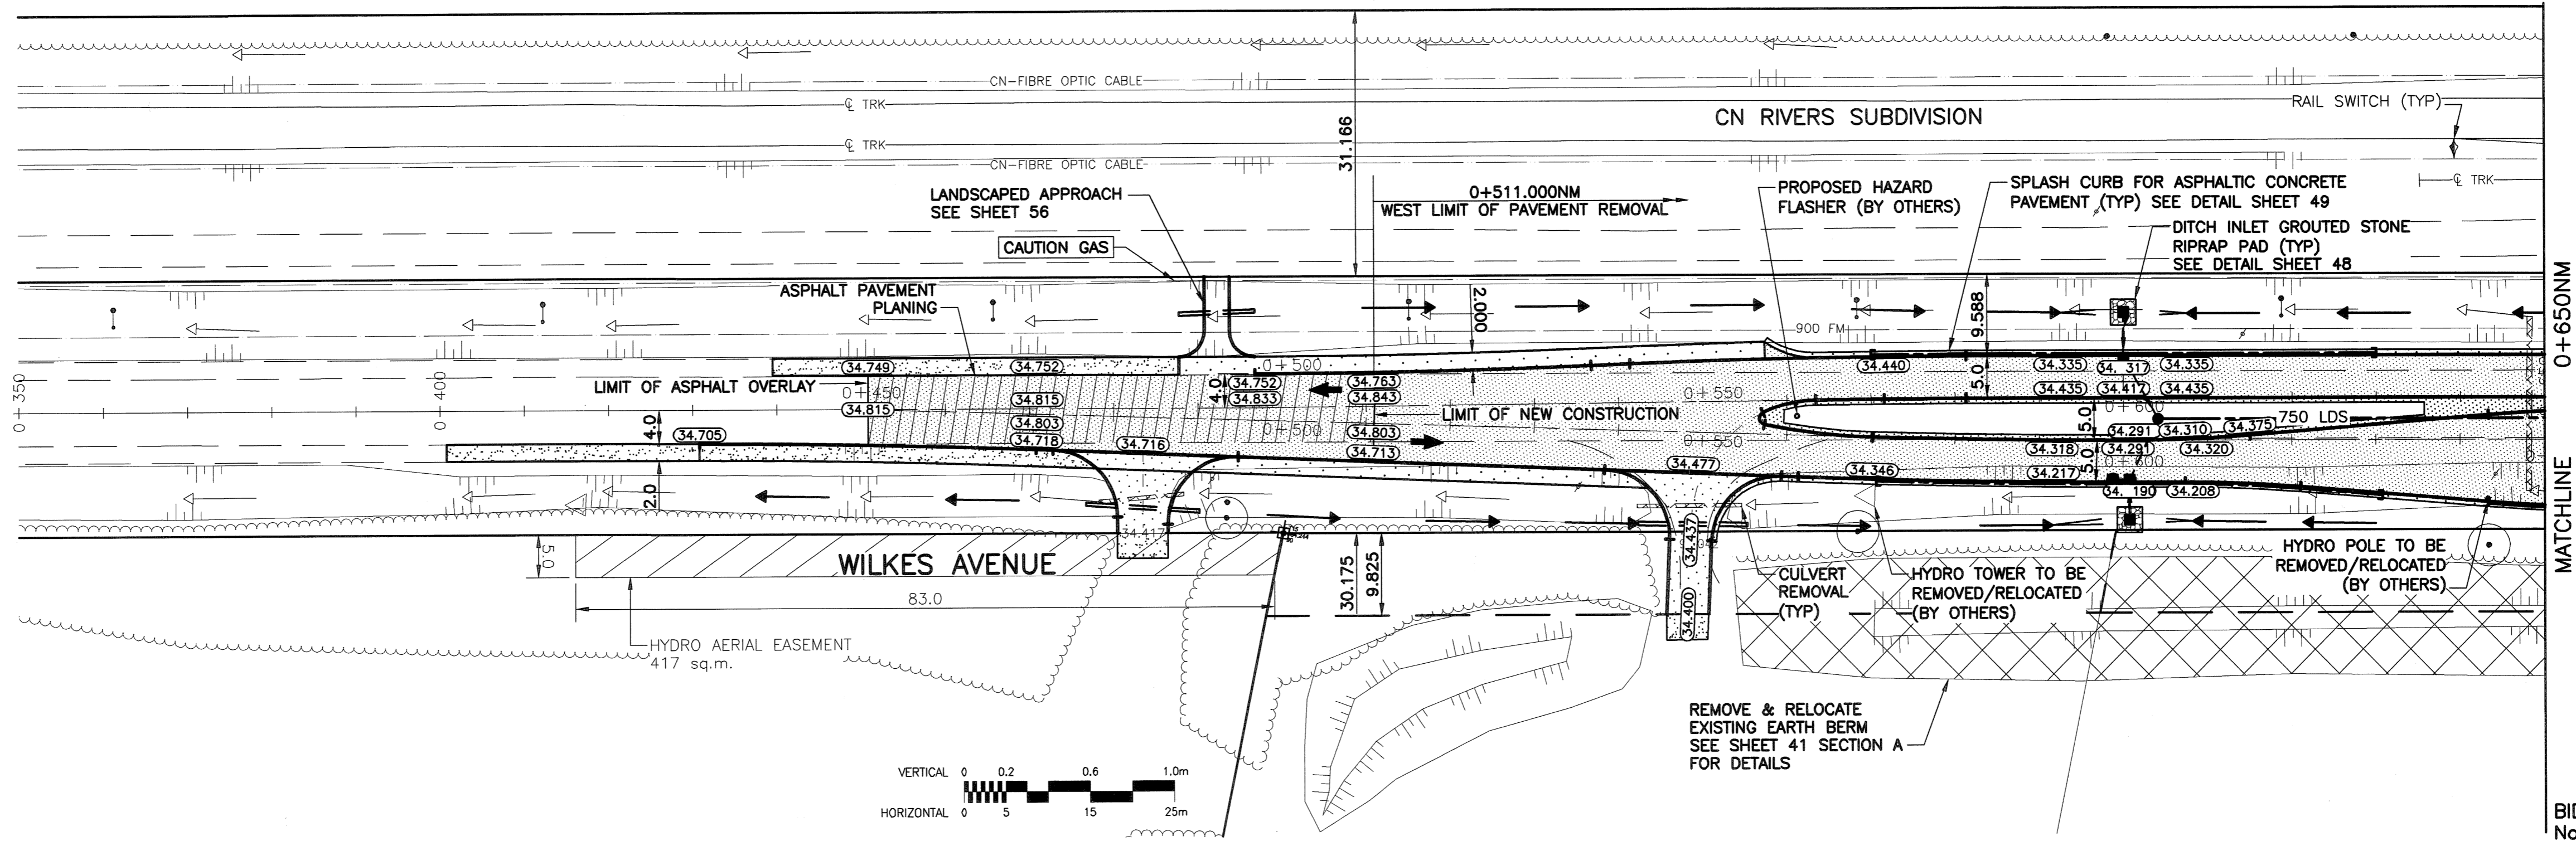 CN-FIBRE OPTIC CABLE
℄ TRK
CN RIVERS SUBDIVISION
RAIL SWITCH (TYP)
℄ TRK
31.166
CN-FIBRE OPTIC CABLE
℄ TRK
LANDSCAPED APPROACH
SEE SHEET 56
0+511.000NM
WEST LIMIT OF PAVEMENT REMOVAL
PROPOSED HAZARD
FLASHER (BY OTHERS)
SPLASH CURB FOR ASPHALTIC CONCRETE
PAVEMENT (TYP) SEE DETAIL SHEET 49
DITCH INLET GROUTED STONE
RIPRAP PAD (TYP)
SEE DETAIL SHEET 48
CAUTION GAS
ASPHALT PAVEMENT
PLANING
2.000
9.588
900 FM
0+650NM
MATCHLINE
34.749
34.752
0+500
34.440
34.335
34. 317
34.335
0+350
0+400
LIMIT OF ASPHALT OVERLAY
0+450
4.0
34.752
34.833
34.763
34.843
0+550
5.0
34.435
34.417
34.435
34.815
34.815
LIMIT OF NEW CONSTRUCTION
0+600
750 LDS
4.0
34.705
34.803
34.718
34.716
0+500
34.803
34.713
0+550
5.0
34.291
34.310
34.375
34.318
34.291
34.320
0+600
34.477
34.346
34.217
5.0
34. 190
34.208
2.0
34.417
34.437
34.400
5.0
WILKES AVENUE
83.0
30.175
9.825
HYDRO AERIAL EASEMENT
417 sq.m.
CULVERT
REMOVAL
(TYP)
HYDRO TOWER TO BE
REMOVED/RELOCATED
(BY OTHERS)
HYDRO POLE TO BE
REMOVED/RELOCATED
(BY OTHERS)
REMOVE & RELOCATE
EXISTING EARTH BERM
SEE SHEET 41 SECTION A
FOR DETAILS
VERTICAL 0 0.2 0.6 1.0m
HORIZONTAL 0 5 15 25m
BID
No